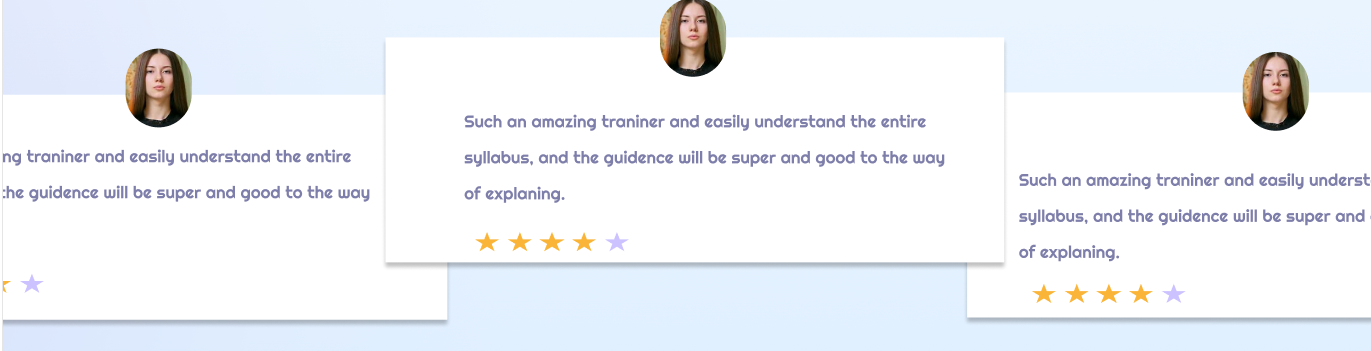 ng traniner and easily understand the entire
the guidence will be super and good to the way
Such an amazing traniner and easily understand the entire
syllabus, and the guidence will be super and good to the way
of explaning.
Such an amazing traniner and easily underst
syllabus, and the guidence will be super and
of explaning.